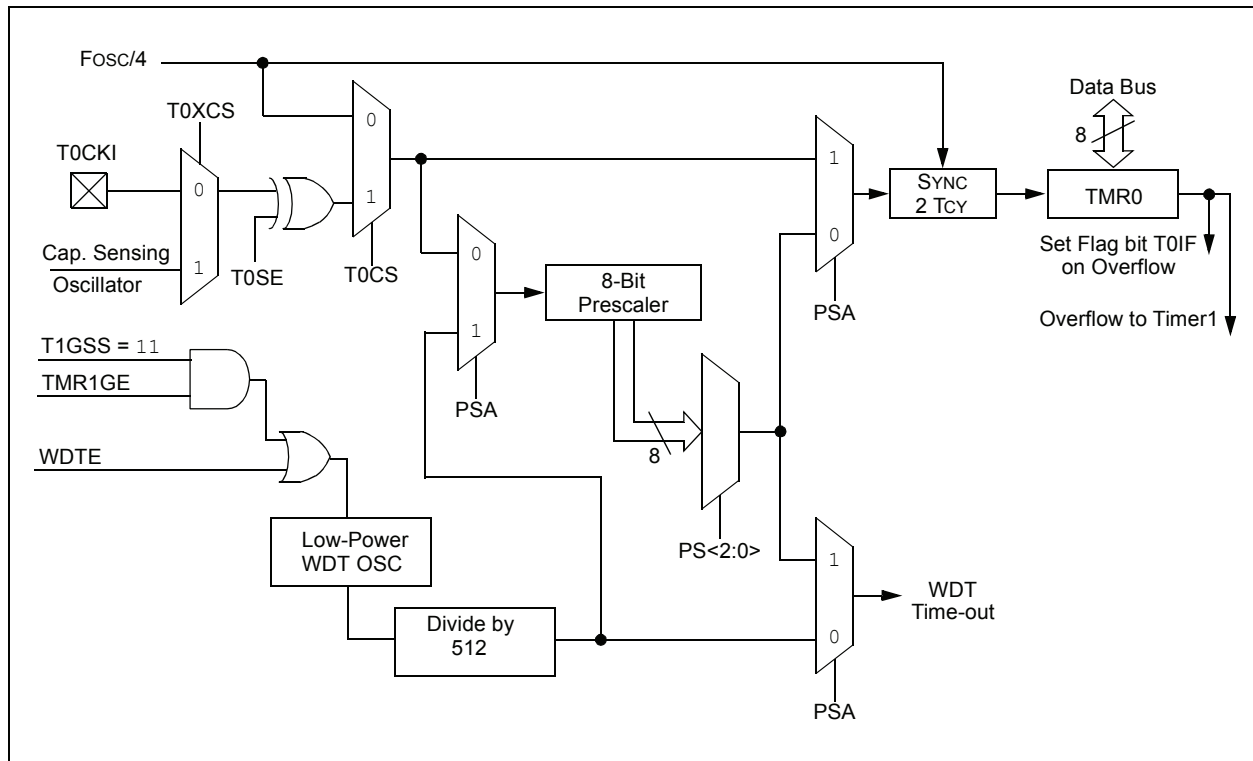 FOSC/4
T0XCS
T0CKI
0
1
Cap. Sensing
Oscillator
T0SE
0
1
T0CS
T1GSS = 11
TMR1GE
WDTE
Low-Power
WDT OSC
Divide by
512
0
1
PSA
8-Bit
Prescaler
8
PS<2:0>
1
0
PSA
SYNC
2 TCY
Data Bus
8
TMR0
Set Flag bit T0IF
on Overflow
Overflow to Timer1
1
0
PSA
WDT
Time-out